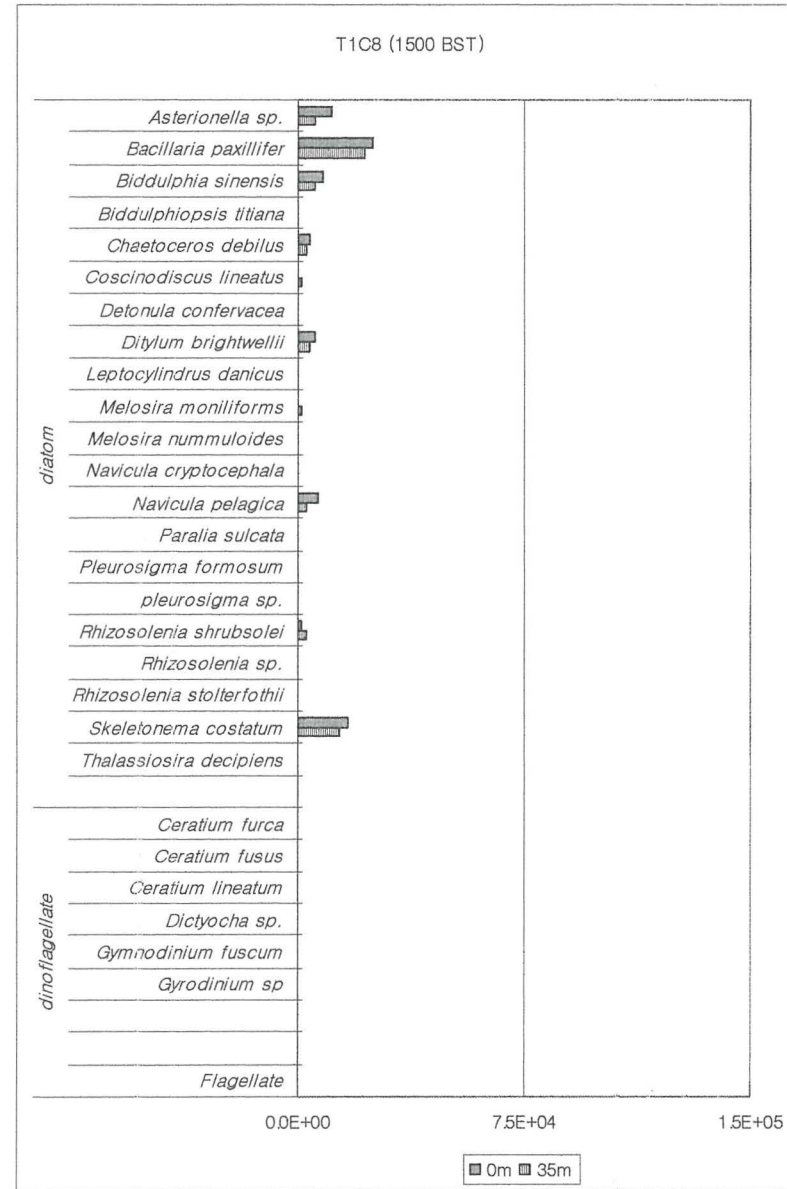 T1C8 (1500 BST)
diatom
Asterionella sp.
Bacillaria paxillifer
Biddulphia sinensis
Biddulphiopsis titiana
Chaetoceros debilus
Coscinodiscus lineatus
Detonula confervacea
Ditylum brightwellii
Leptocylindrus danicus
Melosira moniliforms
Melosira nummuloides
Navicula cryptocephala
Navicula pelagica
Paralia sulcata
Pleurosigma formosum
pleurosigma sp.
Rhizosolenia shrubsolei
Rhizosolenia sp.
Rhizosolenia stolterfothii
Skeletonema costatum
Thalassiosira decipiens
dinoflagellate
Ceratium furca
Ceratium fusus
Ceratium lineatum
Dictyocha sp.
Gymnodinium fuscum
Gyrodinium sp
Flagellate
0.0E+00 7.5E+04 1.5E+05
0m 35m